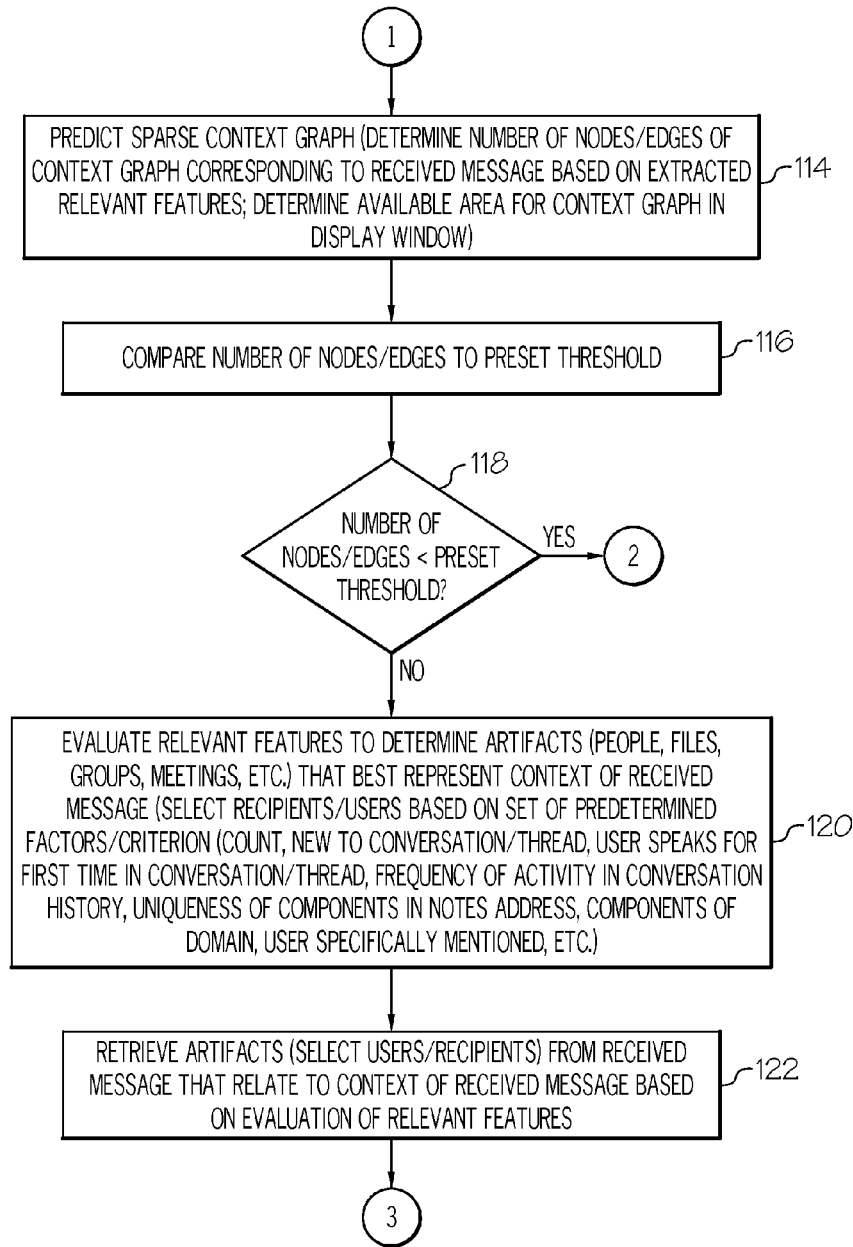 1
PREDICT SPARSE CONTEXT GRAPH (DETERMINE NUMBER OF NODES/EDGES OF
CONTEXT GRAPH CORRESPONDING TO RECEIVED MESSAGE BASED ON EXTRACTED
RELEVANT FEATURES; DETERMINE AVAILABLE AREA FOR CONTEXT GRAPH IN
DISPLAY WINDOW)
114
COMPARE NUMBER OF NODES/EDGES TO PRESET THRESHOLD
116
118
NUMBER OF
NODES/EDGES < PRESET
THRESHOLD?
YES
2
NO
EVALUATE RELEVANT FEATURES TO DETERMINE ARTIFACTS (PEOPLE, FILES,
GROUPS, MEETINGS, ETC.) THAT BEST REPRESENT CONTEXT OF RECEIVED
MESSAGE (SELECT RECIPIENTS/USERS BASED ON SET OF PREDETERMINED
FACTORS/CRITERION (COUNT, NEW TO CONVERSATION/THREAD, USER SPEAKS FOR
FIRST TIME IN CONVERSATION/THREAD, FREQUENCY OF ACTIVITY IN CONVERSATION
HISTORY, UNIQUENESS OF COMPONENTS IN NOTES ADDRESS, COMPONENTS OF
DOMAIN, USER SPECIFICALLY MENTIONED, ETC.)
120
RETRIEVE ARTIFACTS (SELECT USERS/RECIPIENTS) FROM RECEIVED
MESSAGE THAT RELATE TO CONTEXT OF RECEIVED MESSAGE BASED
ON EVALUATION OF RELEVANT FEATURES
122
3